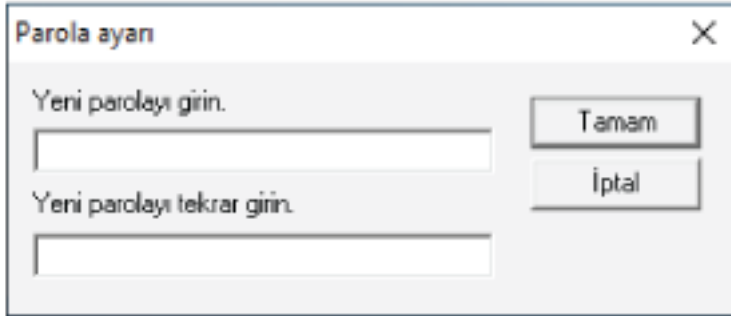 Parola ayarı
Yeni parolayı girin.
Tamam
İptal
Yeni parolayı tekrar girin.